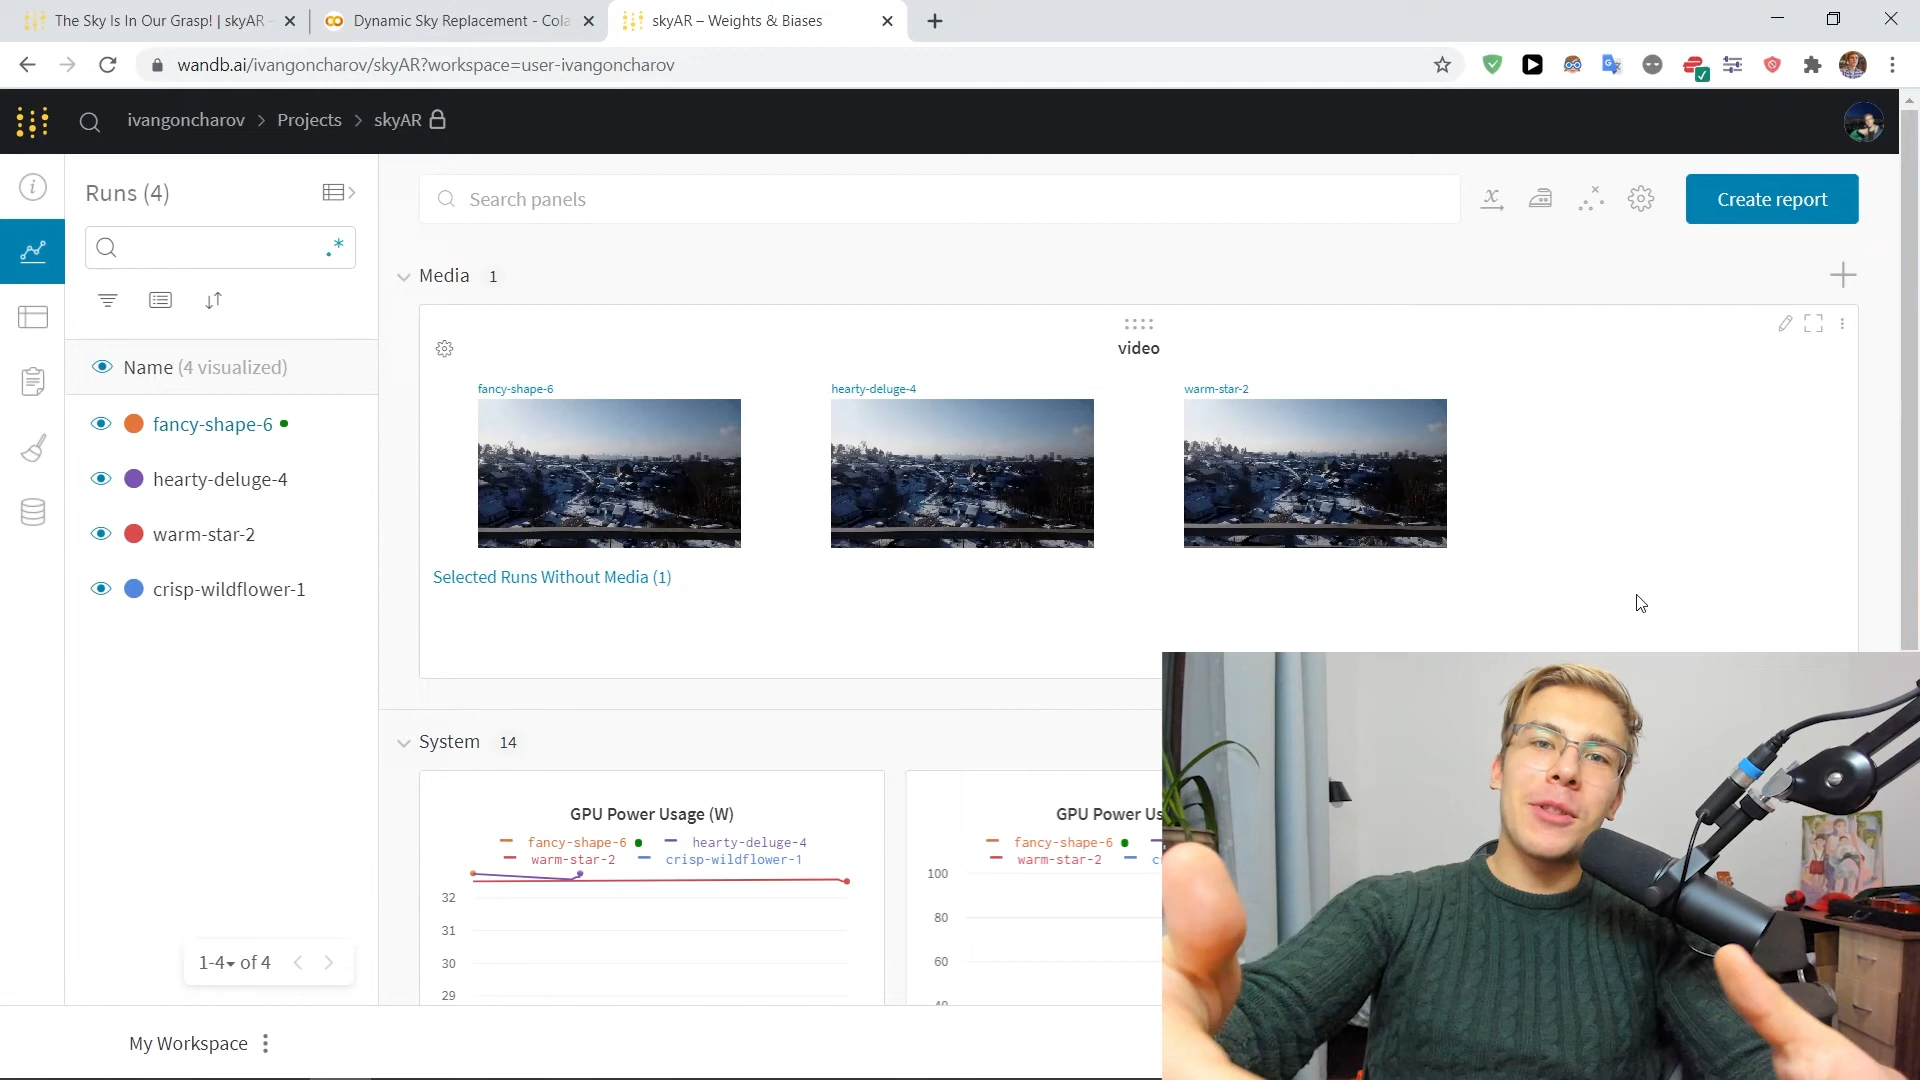 The Sky Is In Our Grasp! | skyAR
Dynamic Sky Replacement - Cola
skyAR – Weights & Biases
wandb.ai/ivangoncharov/skyAR?workspace=user-ivangoncharov
ivangoncharov > Projects > skyAR
Runs (4)
Search panels
Create report
.*
Media 1
video
Name (4 visualized)
fancy-shape-6
hearty-deluge-4
warm-star-2
crisp-wildflower-1
fancy-shape-6
hearty-deluge-4
warm-star-2
Selected Runs Without Media (1)
System 14
GPU Power Usage (W)
fancy-shape-6
hearty-deluge-4
warm-star-2
crisp-wildflower-1
32
31
30
29
GPU Power Us
fancy-shape-6
warm-star-2
c
100
80
60
40
1-4 of 4
My Workspace